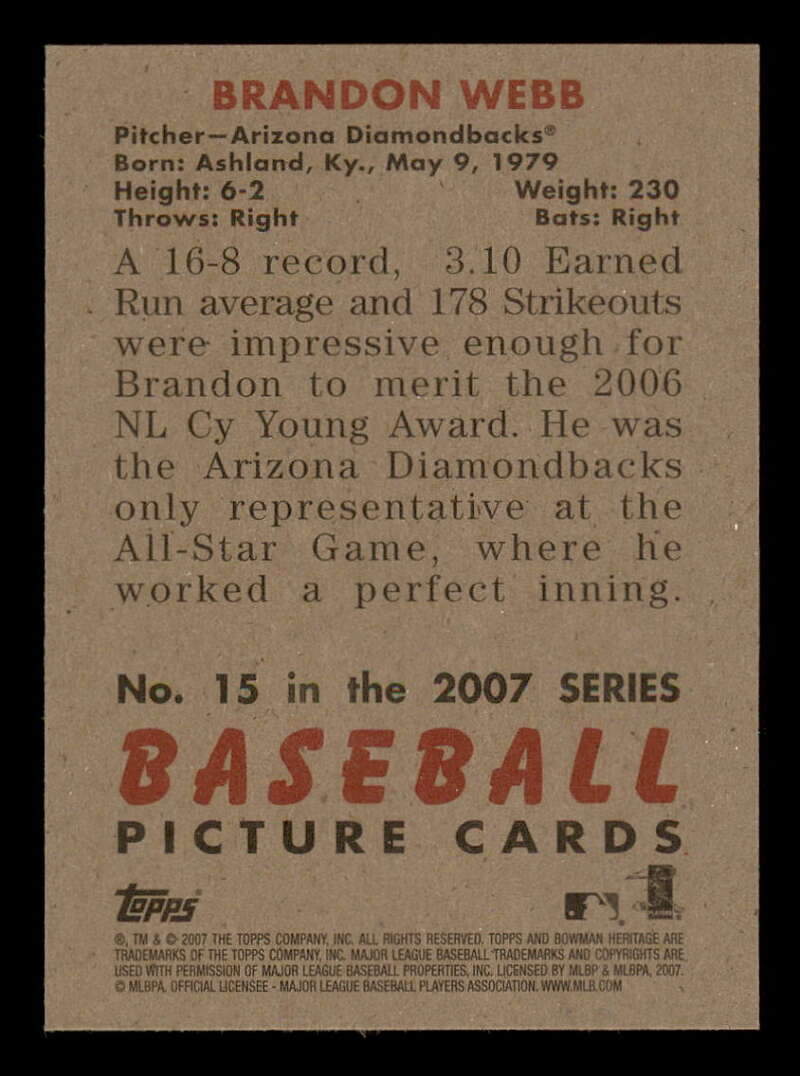 BRANDON WEBB
Pitcher—Arizona Diamondbacks®
Born: Ashland, Ky., May 9, 1979
Height: 6-2 Weight: 230
Throws: Right Bats: Right
A 16-8 record, 3.10 Earned
Run average and 178 Strikeouts
were impressive enough for
Brandon to merit the 2006
NL Cy Young Award. He was
the Arizona Diamondbacks
only representative at the
All-Star Game, where he
worked a perfect inning.
No. 15 in the 2007 SERIES
BASEBALL
PICTURE CARDS
Topps
®, TM & © 2007 THE TOPPS COMPANY, INC. ALL RIGHTS RESERVED. TOPPS AND BOWMAN HERITAGE ARE
TRADEMARKS OF THE TOPPS COMPANY, INC. MAJOR LEAGUE BASEBALL TRADEMARKS AND COPYRIGHTS ARE
USED WITH PERMISSION OF MAJOR LEAGUE BASEBALL PROPERTIES, INC. LICENSED BY MLBP & MLBPA, 2007.
© MLBPA, OFFICIAL LICENSEE - MAJOR LEAGUE BASEBALL PLAYERS ASSOCIATION. WWW.MLB.COM